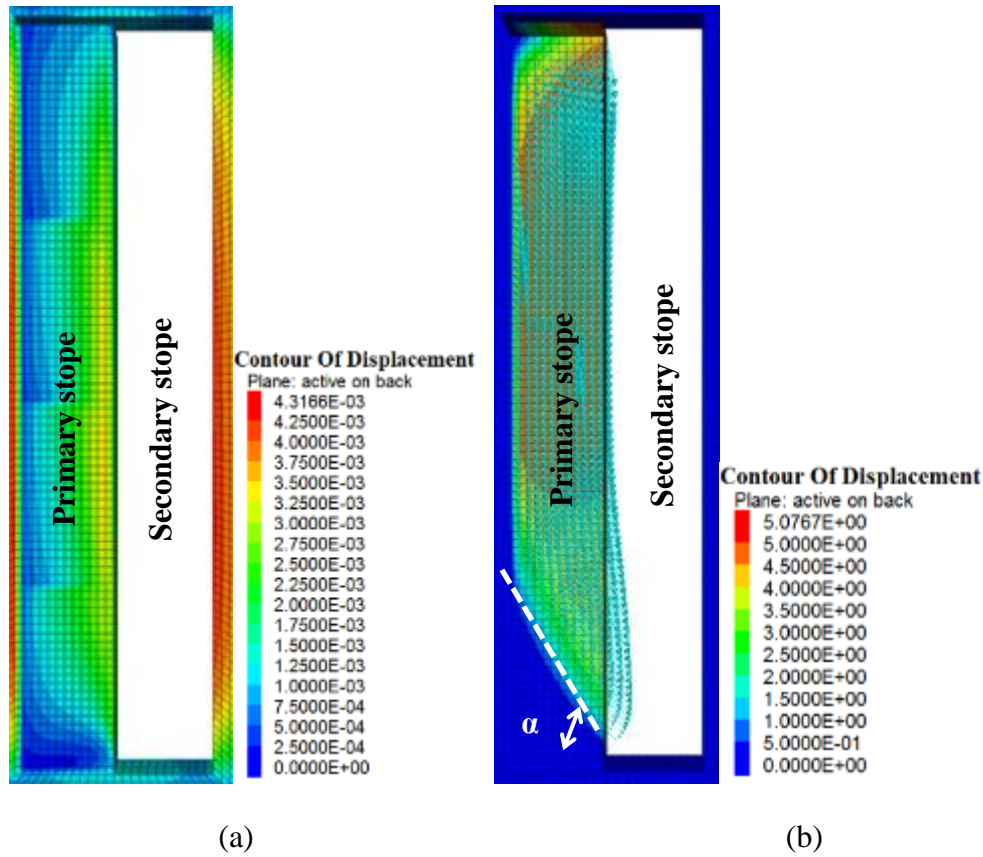 Primary stope
Secondary stope
Contour Of Displacement
Plane: active on back
4.3166E-03
4.2500E-03
4.0000E-03
3.7500E-03
3.5000E-03
3.2500E-03
3.0000E-03
2.7500E-03
2.5000E-03
2.2500E-03
2.0000E-03
1.7500E-03
1.5000E-03
1.2500E-03
1.0000E-03
7.5000E-04
5.0000E-04
2.5000E-04
0.0000E+00
(a)
Primary stope
Secondary stope
α
Contour Of Displacement
Plane: active on back
5.0767E+00
5.0000E+00
4.5000E+00
4.0000E+00
3.5000E+00
3.0000E+00
2.5000E+00
2.0000E+00
1.5000E+00
1.0000E+00
5.0000E-01
0.0000E+00
(b)